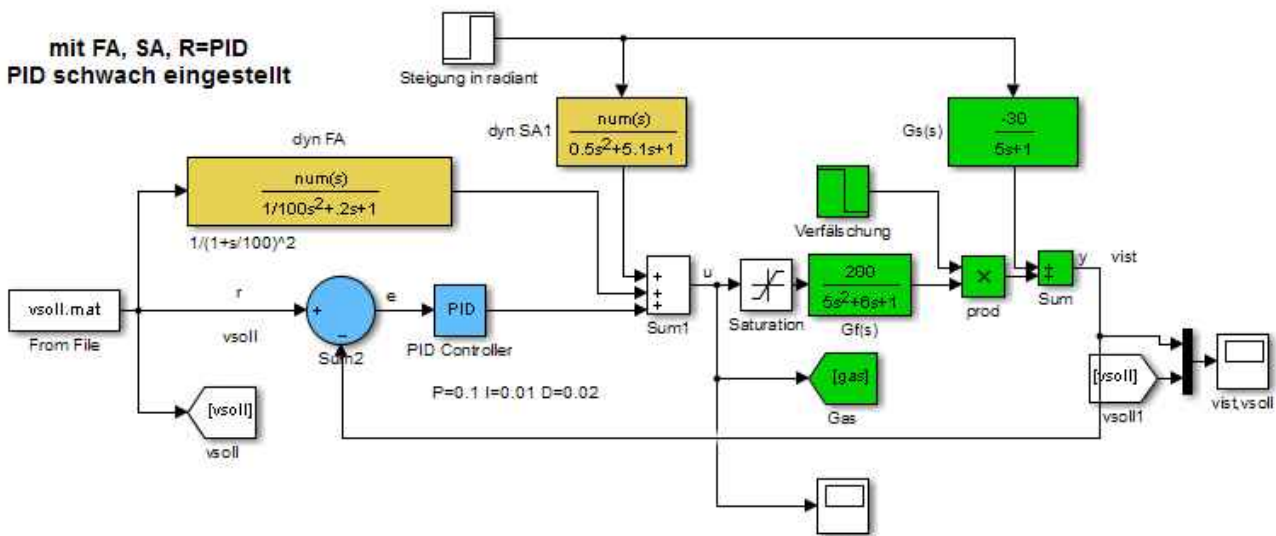 mit FA, SA, R=PID
PID schwach eingestellt
Steigung in radiant
dyn SA1
num(s)
0.5s²+5.1s+1
Gs(s)
-30
5s+1
dyn FA
num(s)
1/100s²+.2s+1
1/(1+s/100)^2
Verfälschung
u
y
vist
+
+
+
Sum1
Saturation
200
5s²+6s+1
Gf(s)
×
prod
Sum
vsoll.mat
From File
r
vsoll
+
−
Sum2
e
PID
PID Controller
P=0.1 I=0.01 D=0.02
[vsoll]
vsoll
[gas]
Gas
[vsoll]
vsoll1
vist,vsoll